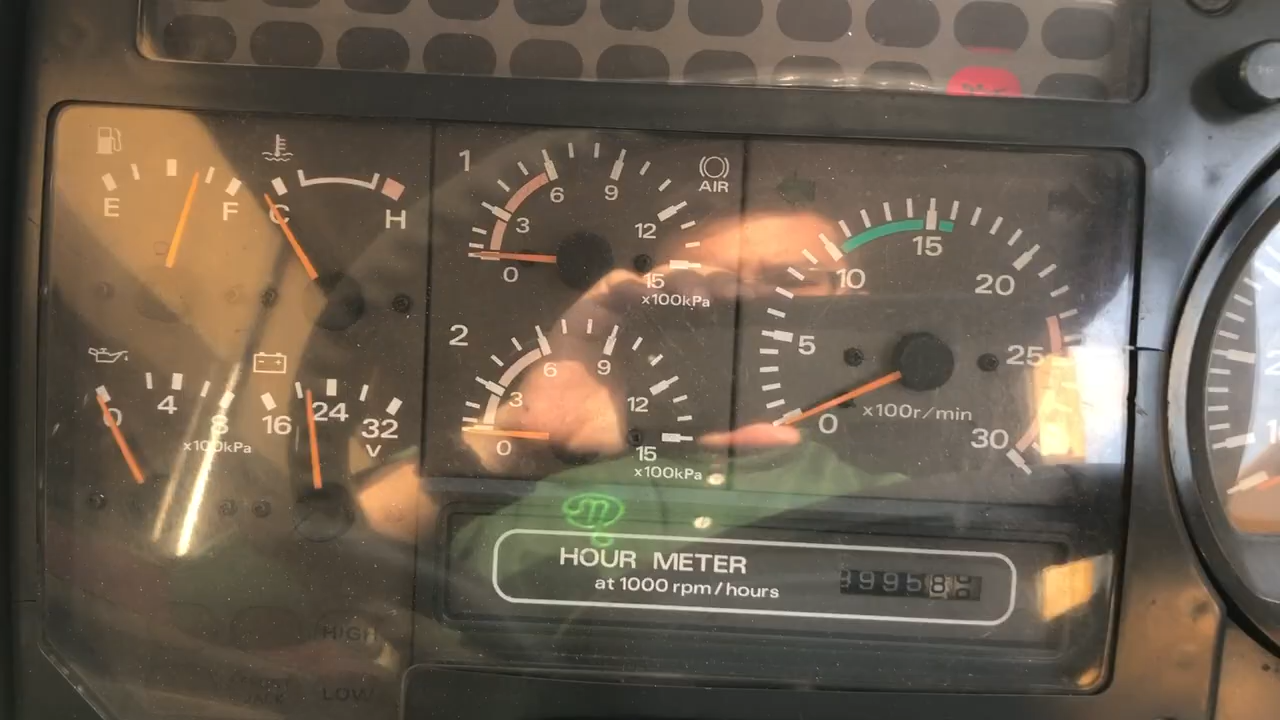 E F
C H
1
3
6
9
12
15
0
x100kPa
AIR
2
3
6
9
12
15
0
x100kPa
0 4 8
x100kPa
16 24 32
V
0
5
10
15
20
25
30
x100r/min
HOUR METER
at 1000 rpm/hours
HIGH
LOW